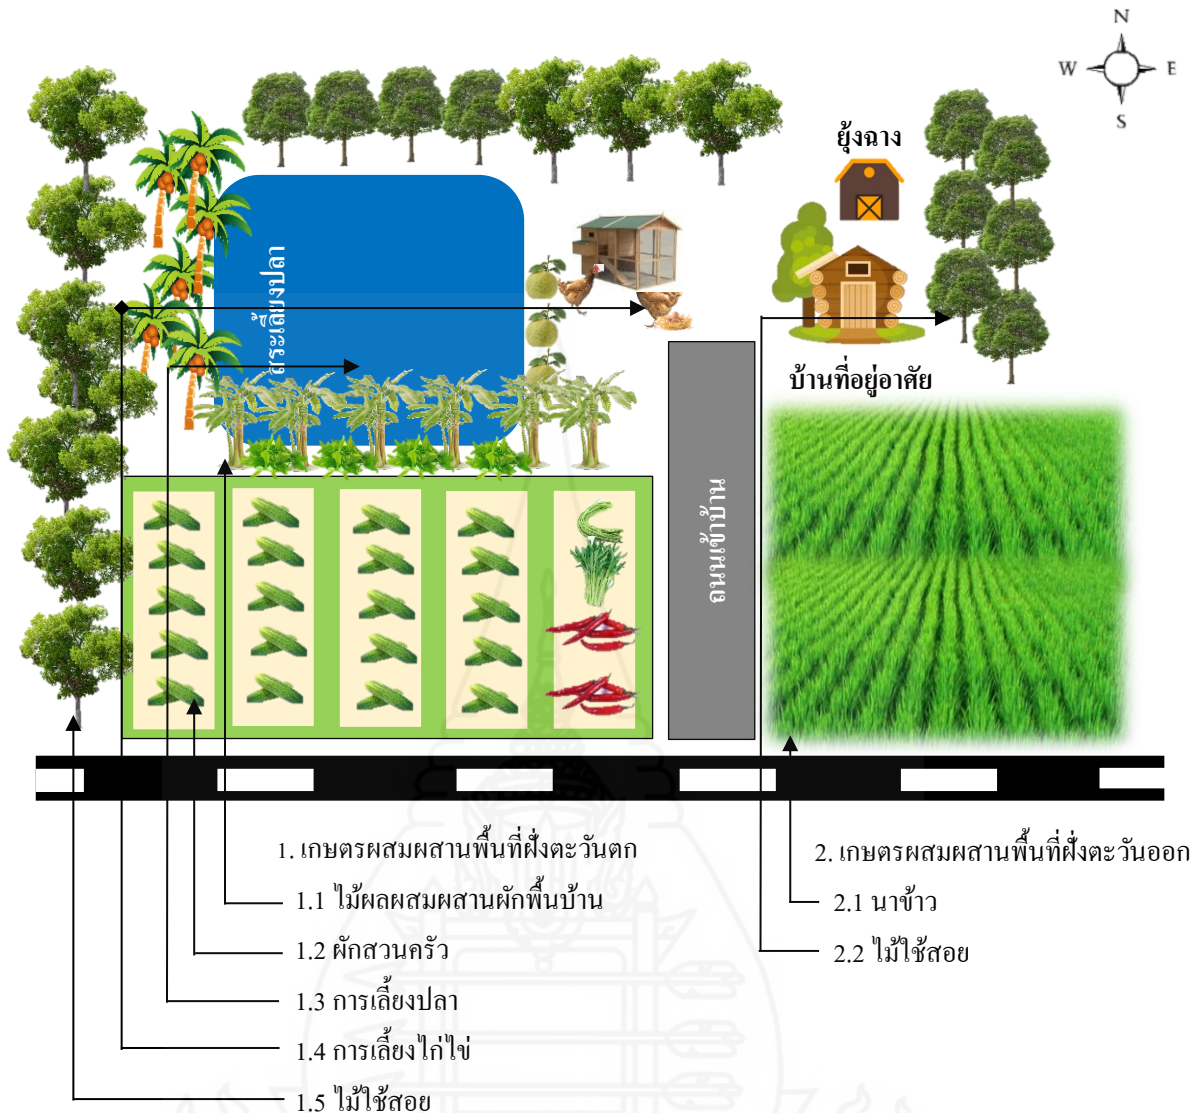 N
W E
S
ยุ้งฉาง
สระเลี้ยงปลา
บ้านที่อยู่อาศัย
ถนนเข้าบ้าน
1. เกษตรผสมผสานพื้นที่ฝั่งตะวันตก
1.1 ไม้ผลผสมผสานผักพื้นบ้าน
1.2 ผักสวนครัว
1.3 การเลี้ยงปลา
1.4 การเลี้ยงไก่ไข่
1.5 ไม้ใช้สอย
2. เกษตรผสมผสานพื้นที่ฝั่งตะวันออก
2.1 นาข้าว
2.2 ไม้ใช้สอย